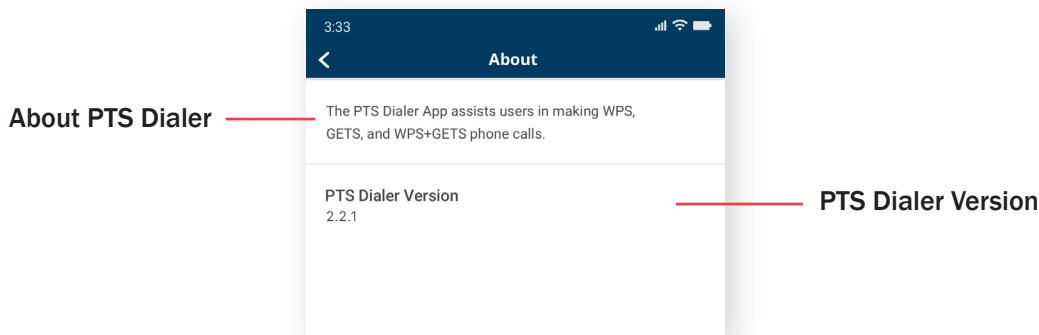 3:33
About
About PTS Dialer
The PTS Dialer App assists users in making WPS,
GETS, and WPS+GETS phone calls.
PTS Dialer Version
2.2.1
PTS Dialer Version